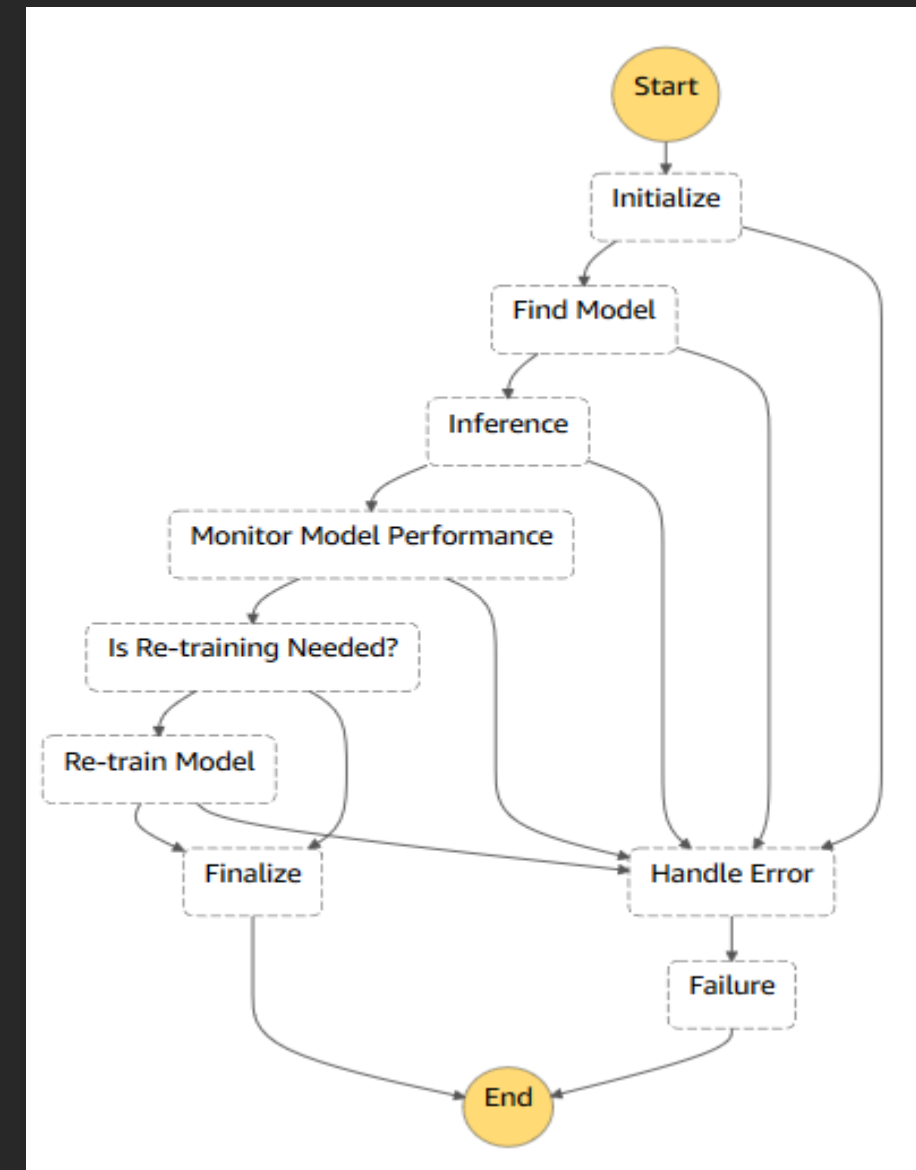 Start
Initialize
Find Model
Inference
Monitor Model Performance
Is Re-training Needed?
Re-train Model
Finalize
Handle Error
Failure
End